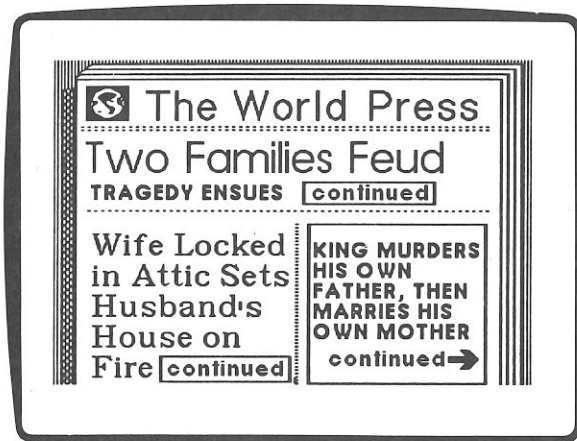 The World Press
Two Families Feud
TRAGEDY ENSUES continued
Wife Locked
in Attic Sets
Husband's
House on
Fire continued
KING MURDERS
HIS OWN
FATHER, THEN
MARRIES HIS
OWN MOTHER
continued